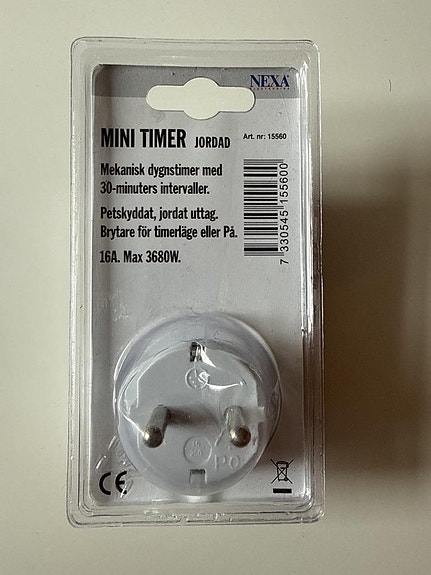 NEXA
MINI TIMER JORDAD
Art. nr: 15560
Mekanisk dygnstimer med
30-minuters intervaller.
Petskyddat, jordat uttag.
Brytare för timerläge eller På.
16A. Max 3680W.
7 330545 155600
CE